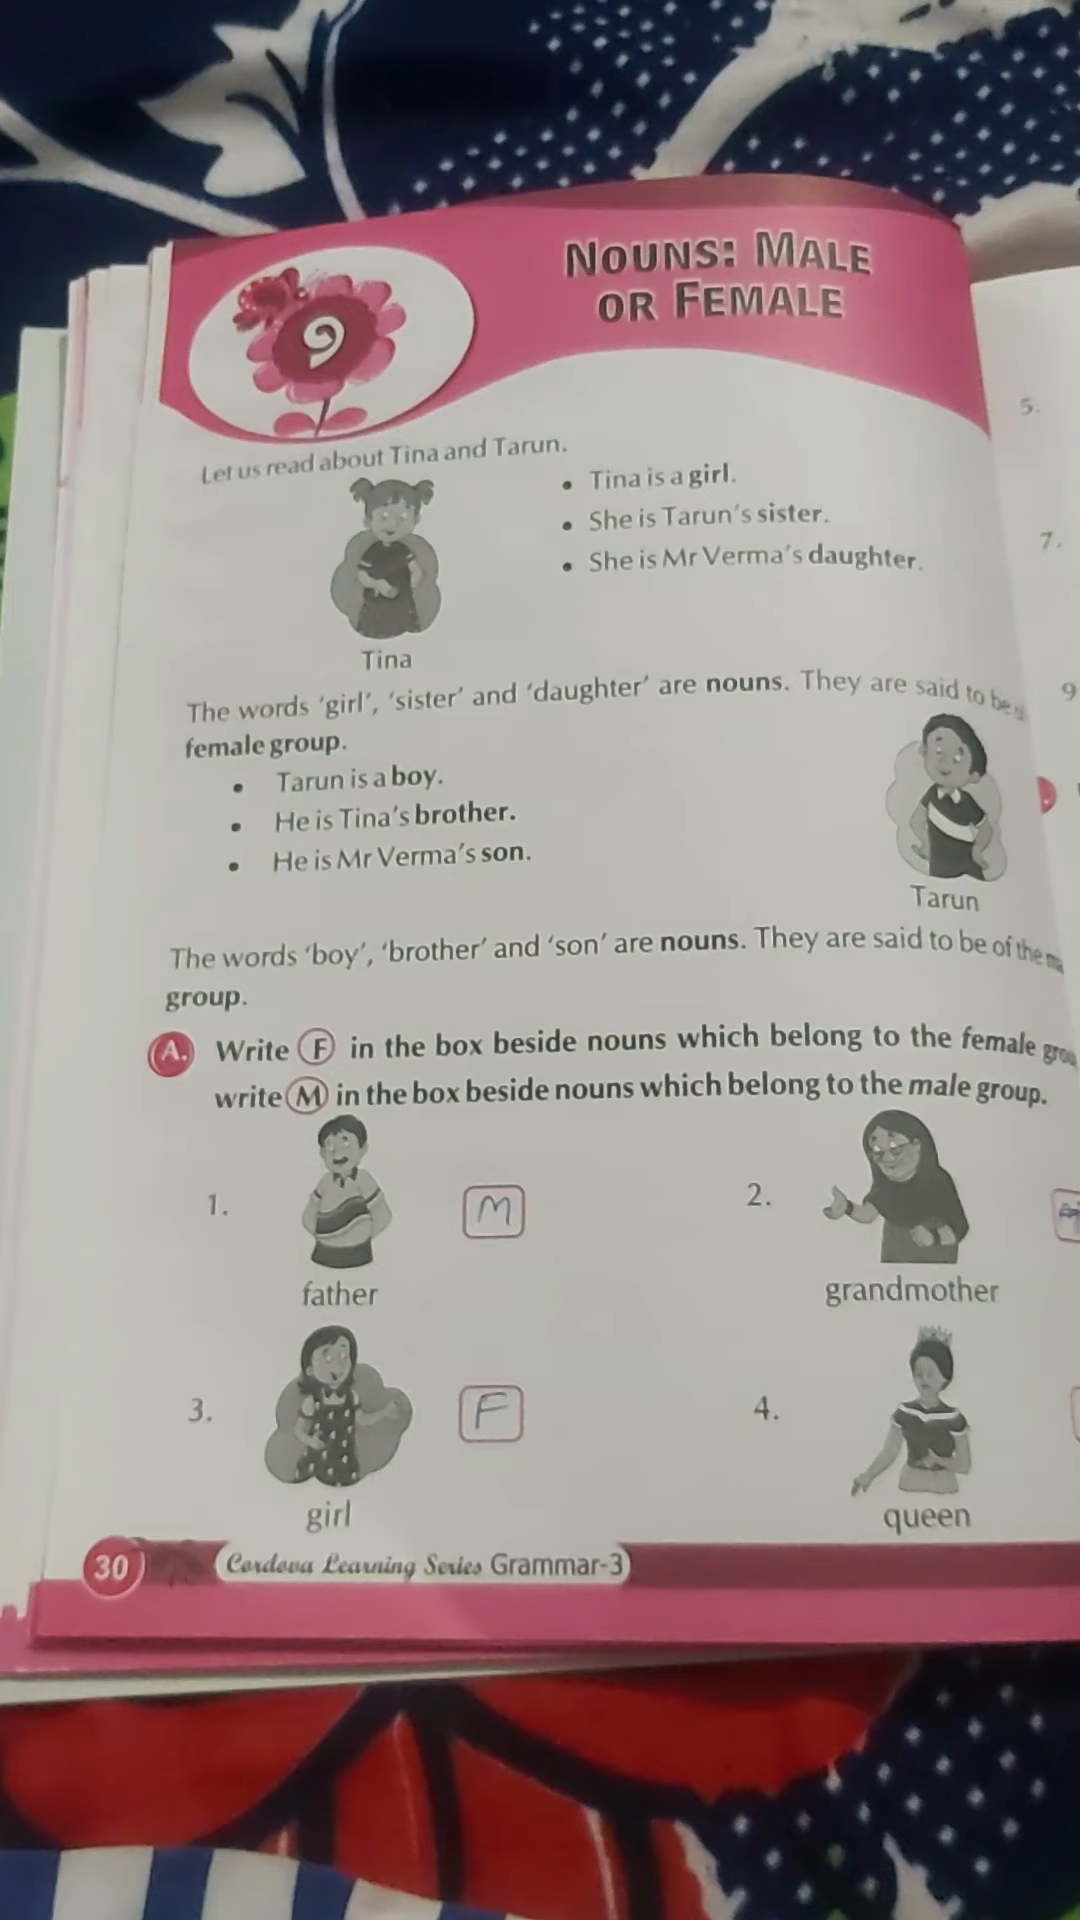 9
NOUNS: MALE
OR FEMALE
Let us read about Tina and Tarun.
• Tina is a girl.
• She is Tarun's sister.
• She is Mr Verma's daughter.
Tina
The words 'girl', 'sister' and 'daughter' are nouns. They are said to be
female group.
• Tarun is a boy.
• He is Tina's brother.
• He is Mr Verma's son.
Tarun
The words 'boy', 'brother' and 'son' are nouns. They are said to be of the
group.
A. Write F in the box beside nouns which belong to the female
write M in the box beside nouns which belong to the male group.
1. M
father
2.
grandmother
3. F
girl
4.
queen
30 Cordova Learning Series Grammar-3
5.
7.
9